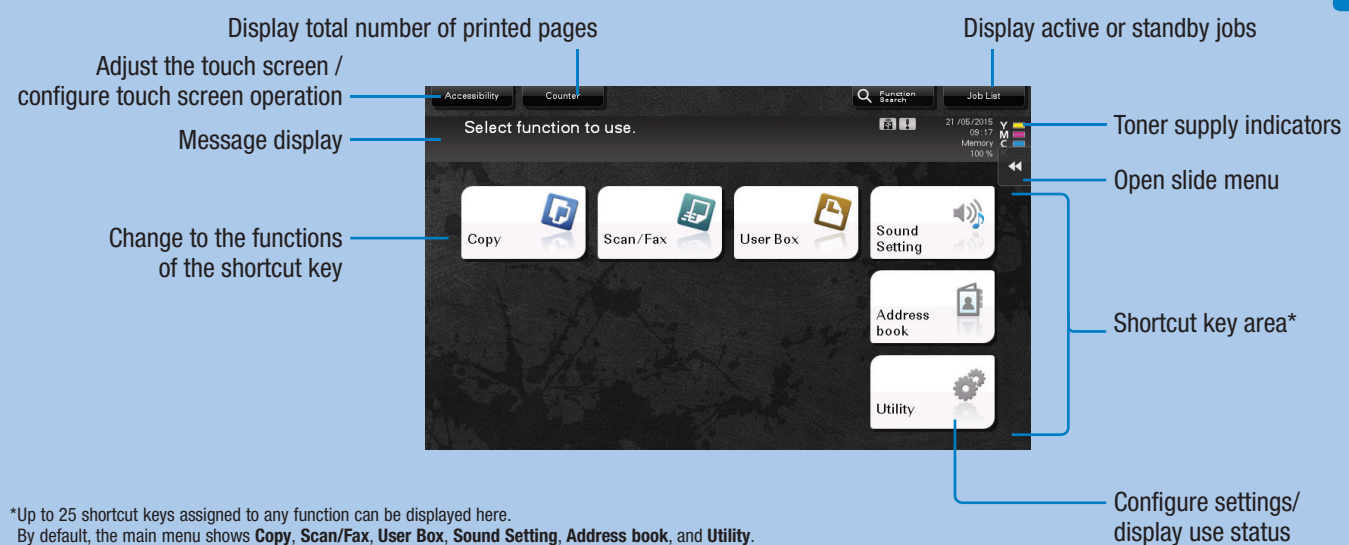 Display total number of printed pages
Display active or standby jobs
Adjust the touch screen /
configure touch screen operation
Accessibility
Counter
Function
Search
Job List
Message display
Select function to use.
21 /05/2015
09:17
Memory
100 %
Y
M
C
K
Toner supply indicators
Open slide menu
Change to the functions
of the shortcut key
Copy
Scan/Fax
User Box
Sound
Setting
Address
book
Shortcut key area*
Utility
Configure settings/
display use status
*Up to 25 shortcut keys assigned to any function can be displayed here.
By default, the main menu shows Copy, Scan/Fax, User Box, Sound Setting, Address book, and Utility.